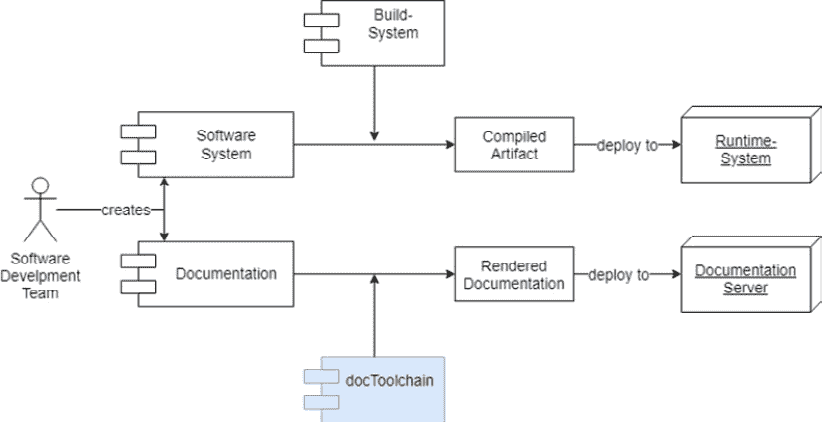 Build-
System
Software
System
Compiled
Artifact
deploy to
Runtime-
System
creates
Software
Develpment
Team
Documentation
Rendered
Documentation
deploy to
Documentation
Server
docToolchain